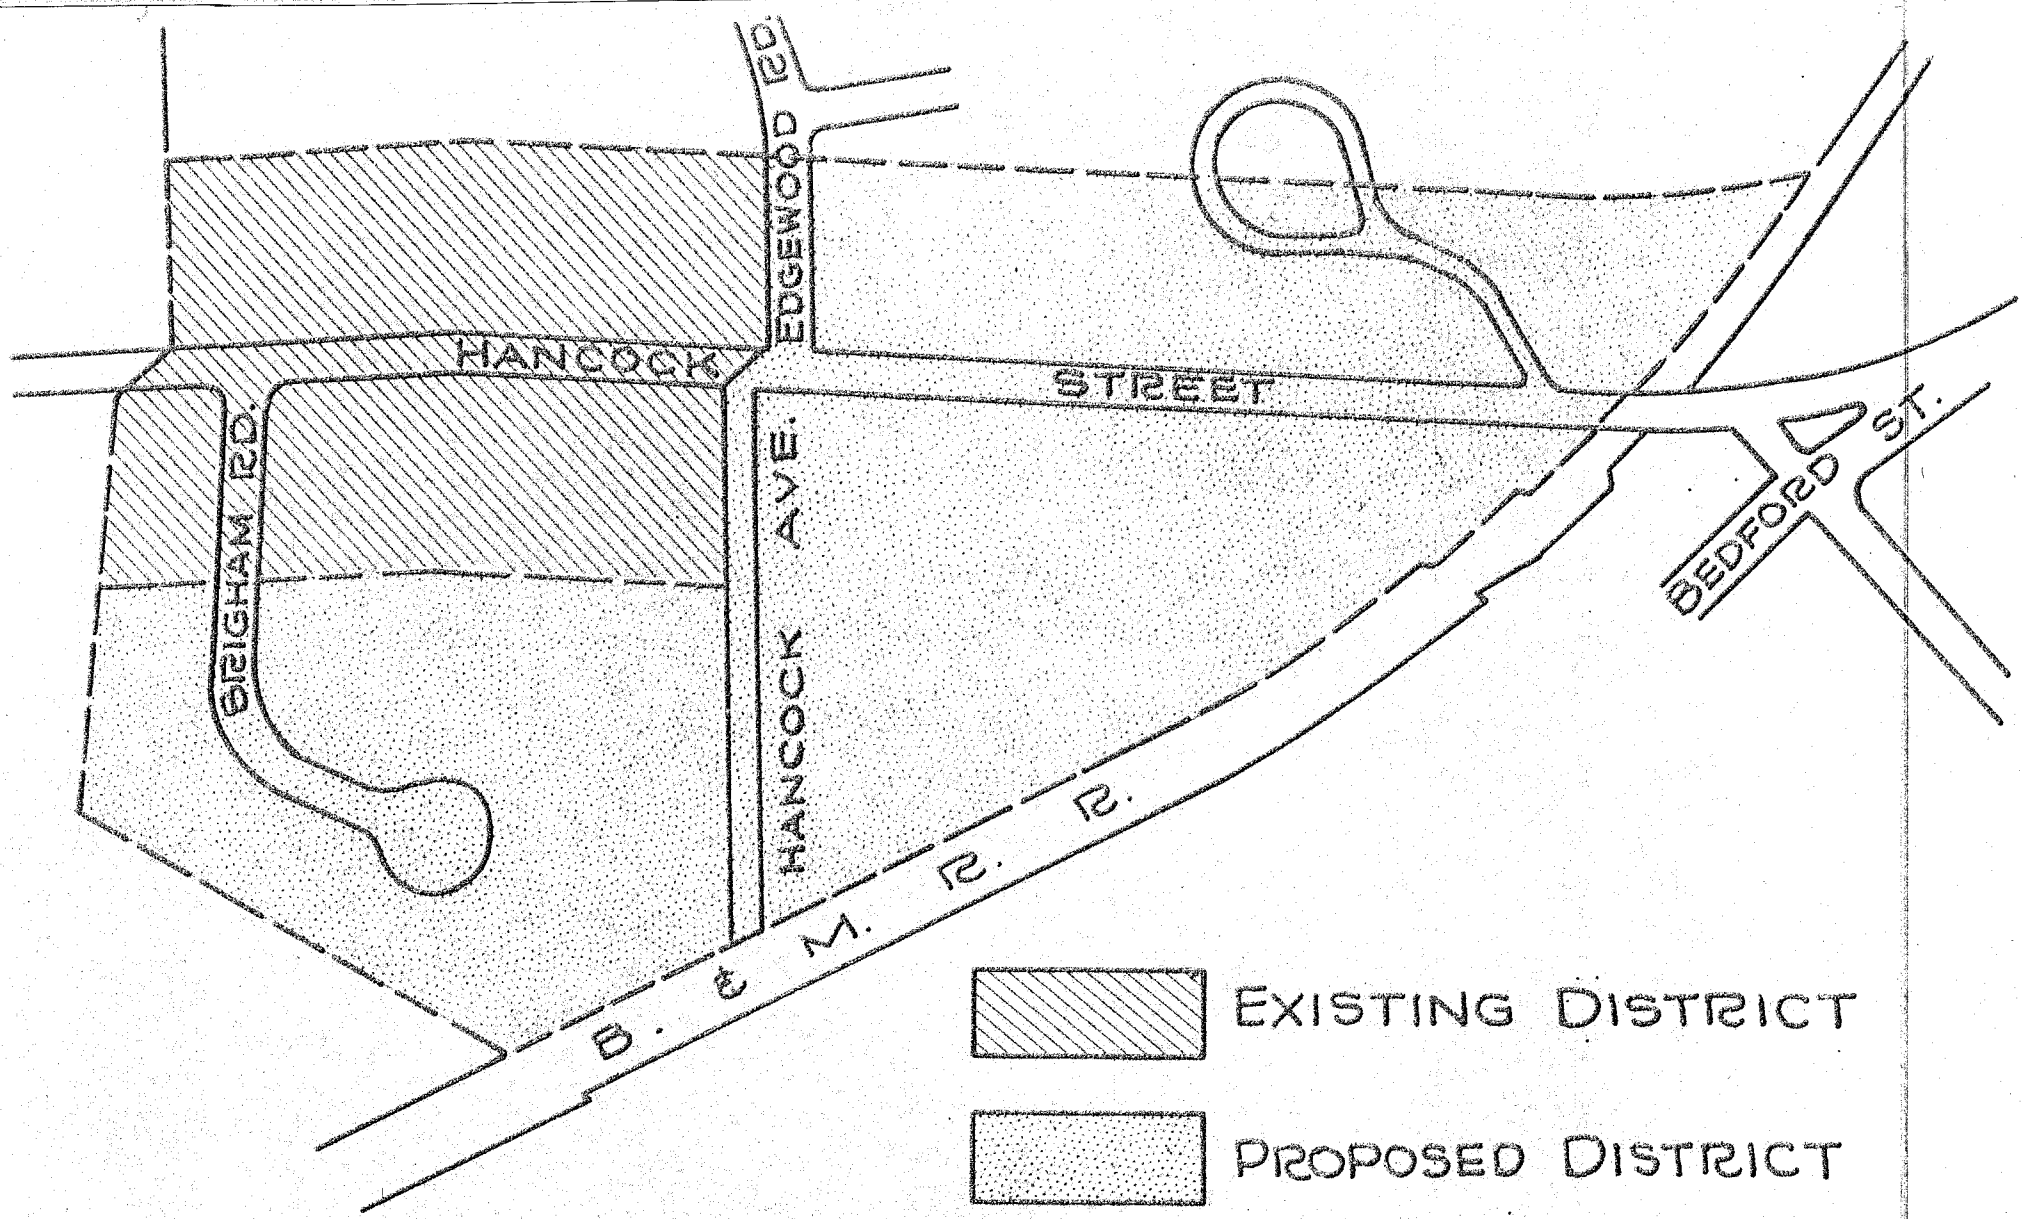 EDGEWOOD RD.
HANCOCK STREET
BRIGHAM RD.
HANCOCK AVE.
BEDFORD ST.
B. & M. R. R.
EXISTING DISTRICT
PROPOSED DISTRICT